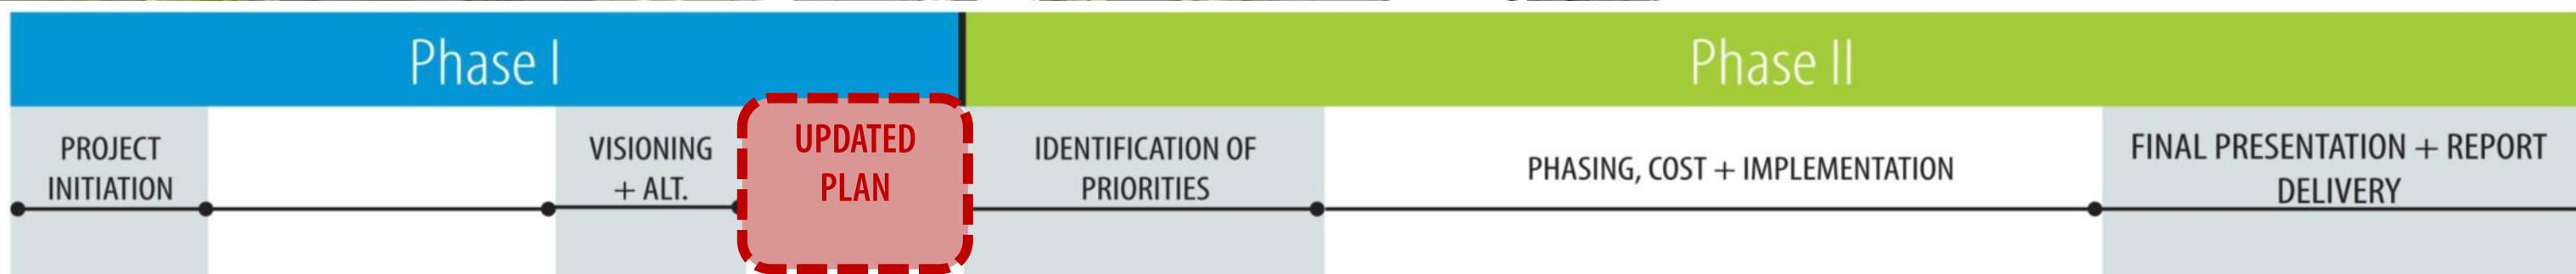 Phase I
Phase II
PROJECT
INITIATION
VISIONING
+ ALT.
UPDATED
PLAN
IDENTIFICATION OF
PRIORITIES
PHASING, COST + IMPLEMENTATION
FINAL PRESENTATION + REPORT
DELIVERY